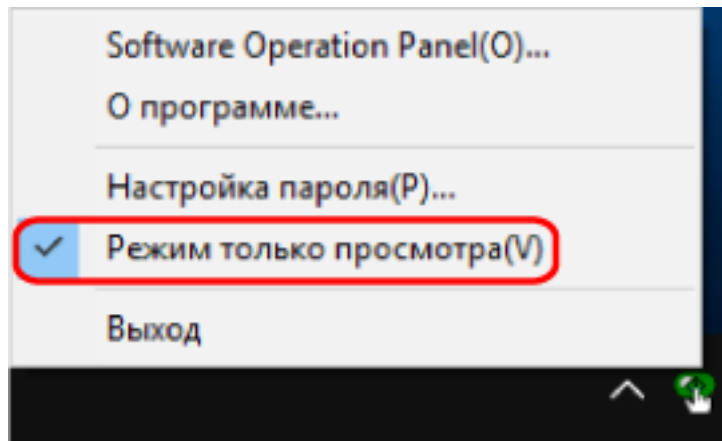 Software Operation Panel(O)...
О программе...
Настройка пароля(P)...
Режим только просмотра(V)
Выход